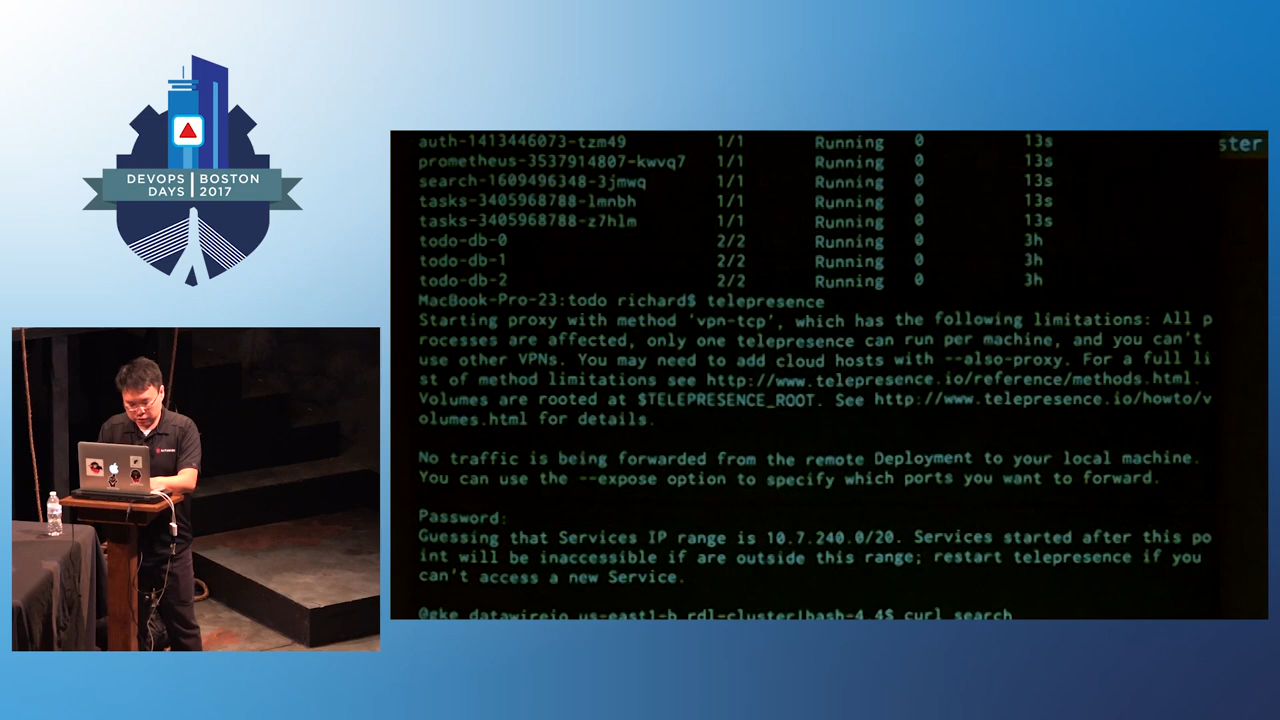 DEVOPS BOSTON
DAYS 2017
ster
auth-1413446073-tzm49 1/1 Running 0 13s
prometheus-3537914807-kwvq7 1/1 Running 0 13s
search-1609496348-3jmwq 1/1 Running 0 13s
tasks-3405968788-lmnbh 1/1 Running 0 13s
tasks-3405968788-z7hlm 1/1 Running 0 13s
todo-db-0 2/2 Running 0 3h
todo-db-1 2/2 Running 0 3h
todo-db-2 2/2 Running 0 3h
MacBook-Pro-23:todo richard$ telepresence
Starting proxy with method 'vpn-tcp', which has the following limitations: All p
rocesses are affected, only one telepresence can run per machine, and you can't
use other VPNs. You may need to add cloud hosts with --also-proxy. For a full li
st of method limitations see http://www.telepresence.io/reference/methods.html.
Volumes are rooted at $TELEPRESENCE_ROOT. See http://www.telepresence.io/howto/v
olumes.html for details.
No traffic is being forwarded from the remote Deployment to your local machine.
You can use the --expose option to specify which ports you want to forward.
Password:
Guessing that Services IP range is 10.7.240.0/20. Services started after this po
int will be inaccessible if are outside this range; restart telepresence if you
can't access a new Service.
@gke_datawireio_us-east1-b_rdl-cluster|bash-4.4$ curl search